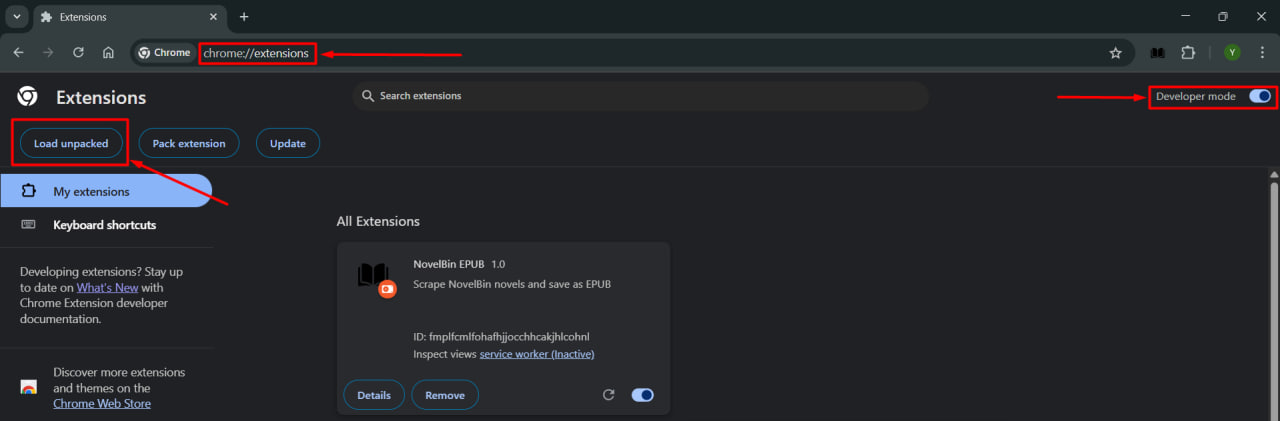 Extensions
Chrome chrome://extensions
Y
Extensions
Search extensions
Developer mode
Load unpacked
Pack extension
Update
My extensions
Keyboard shortcuts
Developing extensions? Stay up
to date on What's New with
Chrome Extension developer
documentation.
Discover more extensions
and themes on the
Chrome Web Store
All Extensions
NovelBin EPUB 1.0
Scrape NovelBin novels and save as EPUB
ID: fmplfcmlfohafhjjocchhcakjhlcohnl
Inspect views service worker (Inactive)
Details
Remove